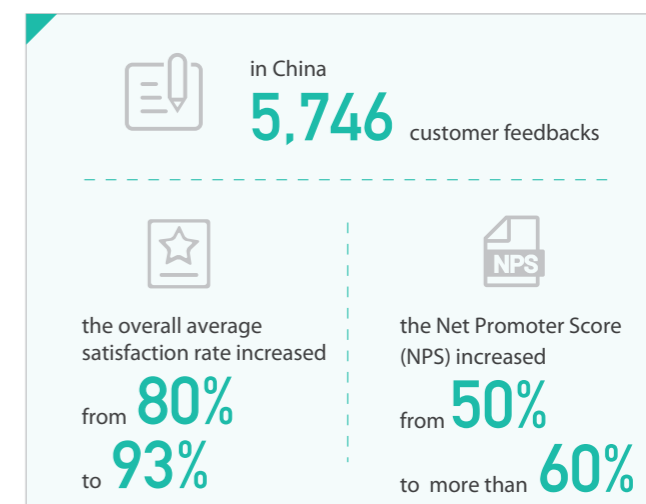 in China
5,746 customer feedbacks
NPS
the overall average
satisfaction rate increased
from 80%
to 93%
the Net Promoter Score
(NPS) increased
from 50%
to more than 60%